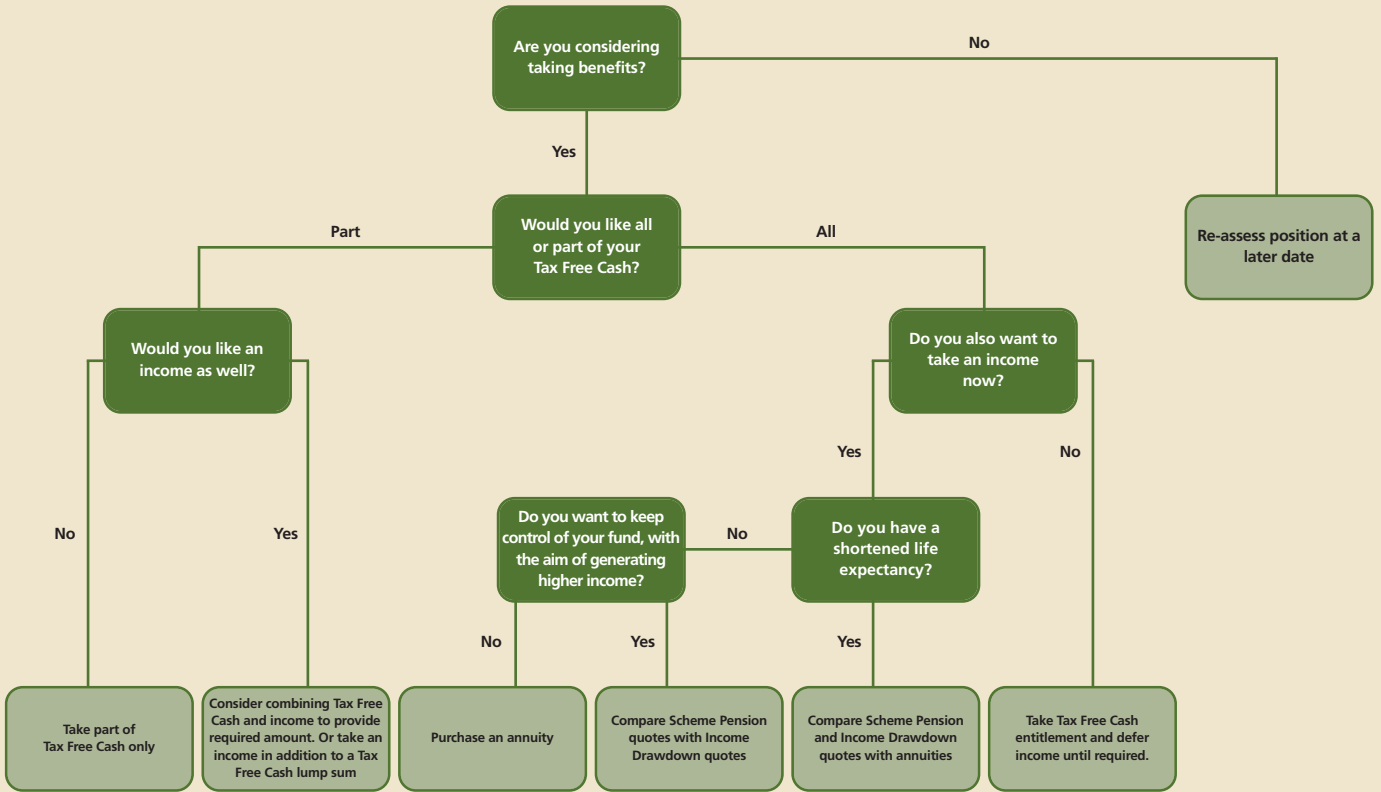 Are you considering
taking benefits?
No
Yes
Would you like all
or part of your
Tax Free Cash?
Part
All
Re-assess position at a
later date
Would you like an
income as well?
Do you also want to
take an income
now?
No
Yes
Yes
No
Do you want to keep
control of your fund, with
the aim of generating
higher income?
No
Do you have a
shortened life
expectancy?
No
Yes
Yes
Take part of
Tax Free Cash only
Consider combining Tax Free
Cash and income to provide
required amount. Or take an
income in addition to a Tax
Free Cash lump sum
Purchase an annuity
Compare Scheme Pension
quotes with Income
Drawdown quotes
Compare Scheme Pension
and Income Drawdown
quotes with annuities
Take Tax Free Cash
entitlement and defer
income until required.